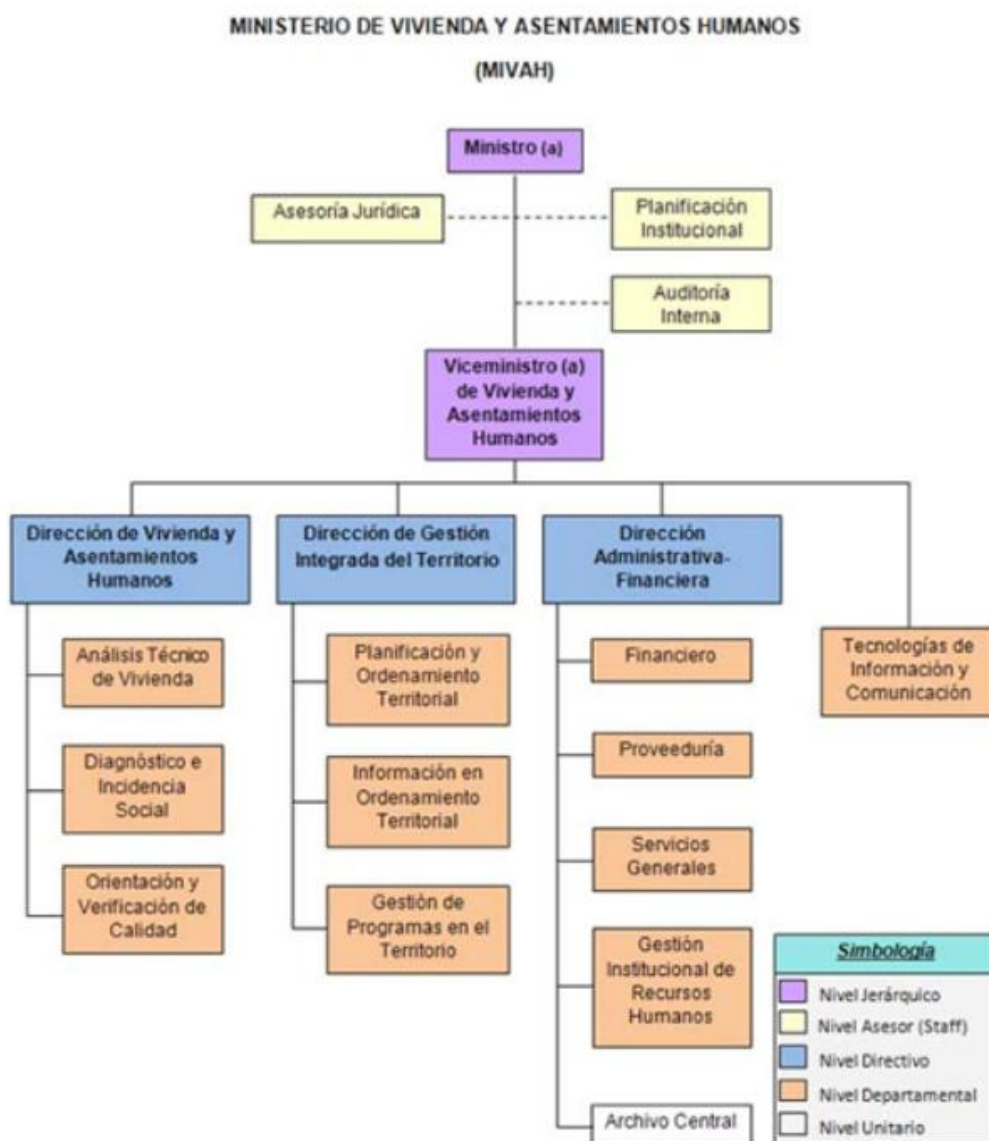 MINISTERIO DE VIVIENDA Y ASENTAMIENTOS HUMANOS
(MIVAH)
Ministro (a)
Asesoría Jurídica
Planificación
Institucional
Auditoría
Interna
Viceministro (a)
de Vivienda y
Asentamientos
Humanos
Dirección de Vivienda y
Asentamientos
Humanos
Dirección de Gestión
Integrada del Territorio
Dirección
Administrativa-
Financiera
Análisis Técnico
de Vivienda
Diagnóstico e
Incidencia
Social
Orientación y
Verificación de
Calidad
Planificación y
Ordenamiento
Territorial
Información en
Ordenamiento
Territorial
Gestión de
Programas en el
Territorio
Financiero
Proveeduría
Servicios
Generales
Gestión
Institucional de
Recursos
Humanos
Archivo Central
Tecnologías de
Información y
Comunicación
Simbología
Nivel Jerárquico
Nivel Asesor (Staff)
Nivel Directivo
Nivel Departamental
Nivel Unitario